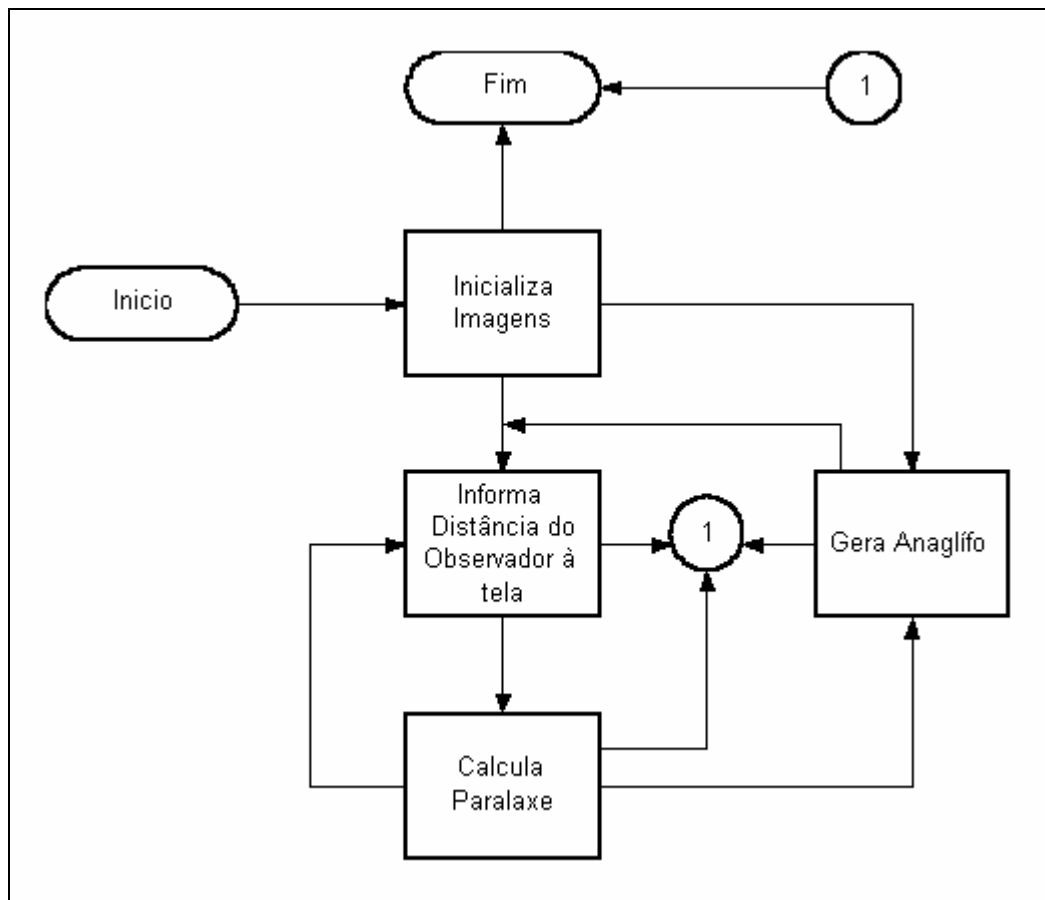 Fim
1
Inicio
Inicializa
Imagens
Informa
Distância do
Observador à
tela
1
Gera Anaglífo
Calcula
Paralaxe